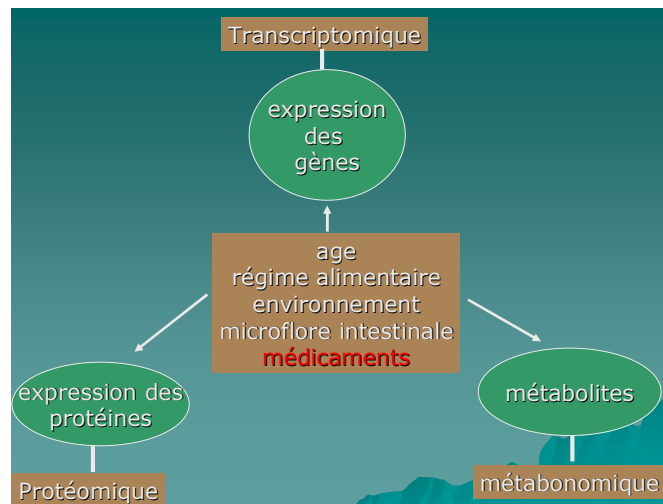 Transcriptomique
expression
des
gènes
age
régime alimentaire
environnement
microflore intestinale
médicaments
expression des
protéines
métabolites
Protéomique
métabonomique